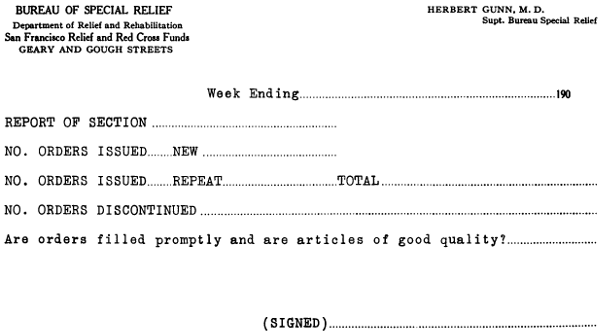 BUREAU OF SPECIAL RELIEF
Department of Relief and Rehabilitation
San Francisco Relief and Red Cross Funds
GEARY AND GOUGH STREETS
HERBERT GUNN, M. D.
Supt. Bureau Special Relief
Week Ending..........190
REPORT OF SECTION ..........
NO. ORDERS ISSUED.......NEW ..........
NO. ORDERS ISSUED.......REPEAT..........TOTAL..........
NO. ORDERS DISCONTINUED ..........
Are orders filled promptly and are articles of good quality?..........
(SIGNED)..........